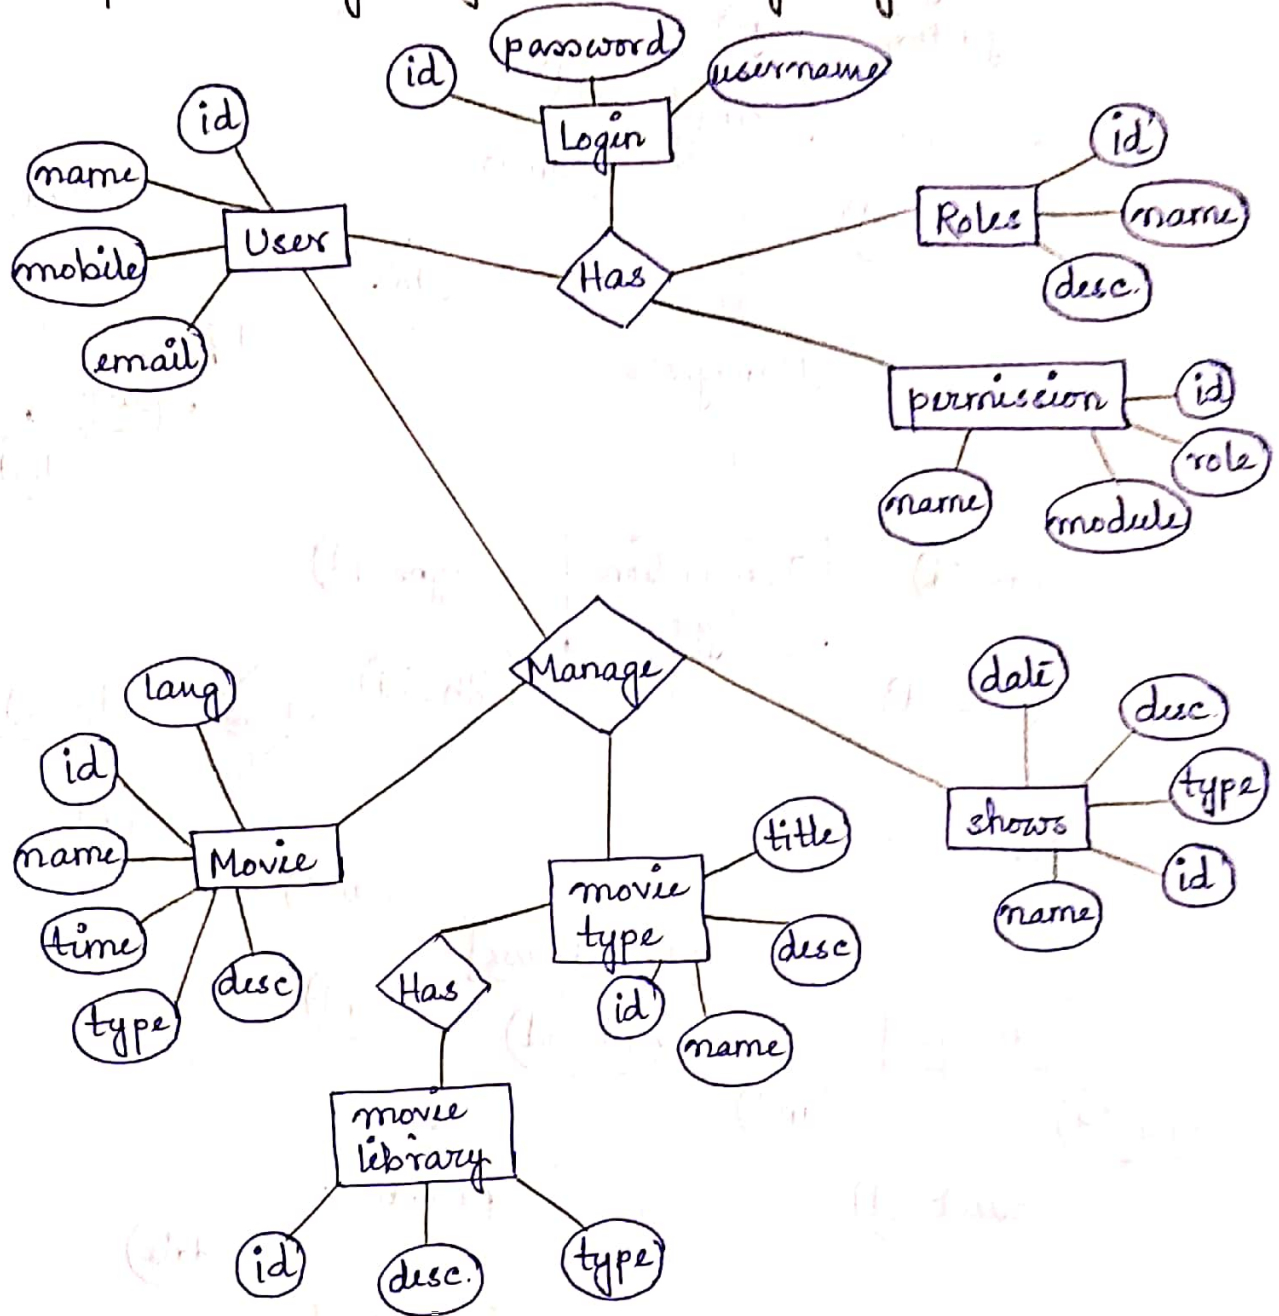 password
id
username
Login
id
name
User
mobile
email
Has
Roles
id
name
desc.
permission
id
role
name
module
Manage
lang
id
name
Movie
time
type
desc
date
desc.
type
shows
id
name
title
movie
type
desc
id
name
Has
movie
library
id
desc.
type